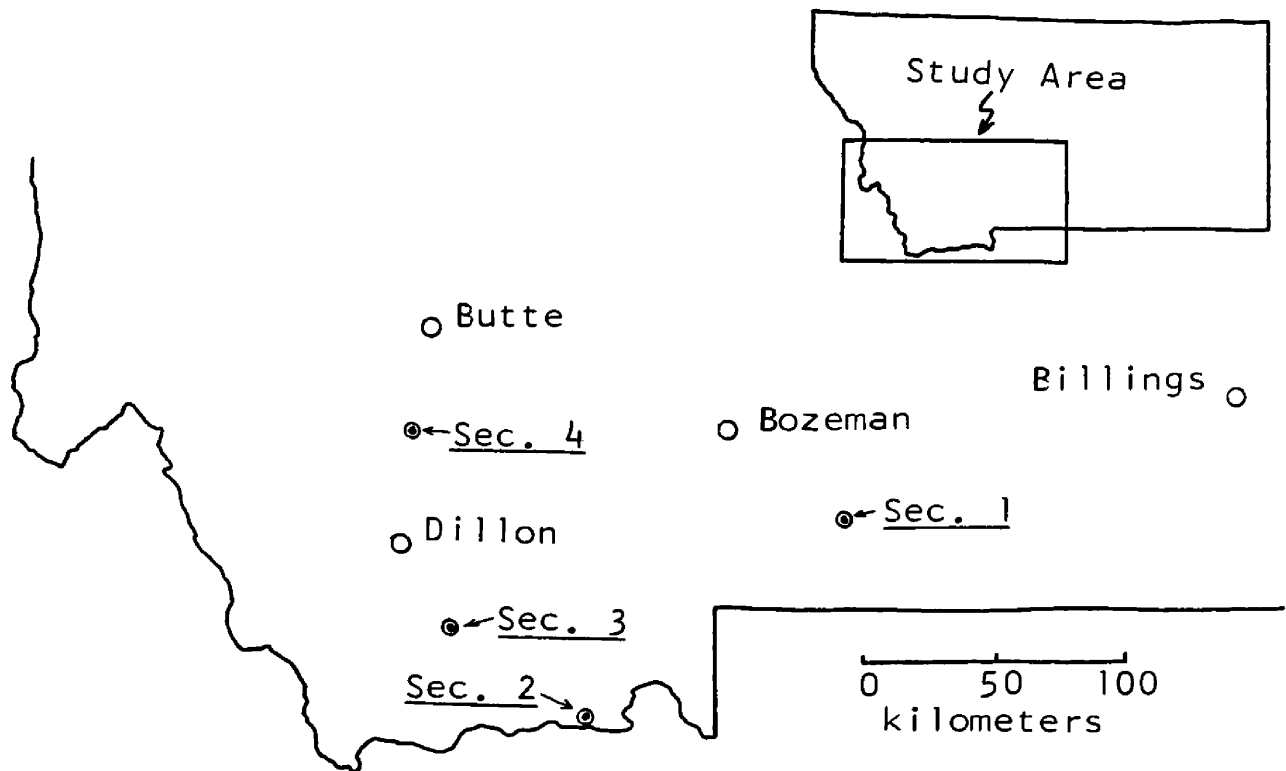 Study Area
Butte
Billings
Bozeman
Sec. 4
Sec. 1
Dillon
Sec. 3
Sec. 2
0 50 100
kilometers